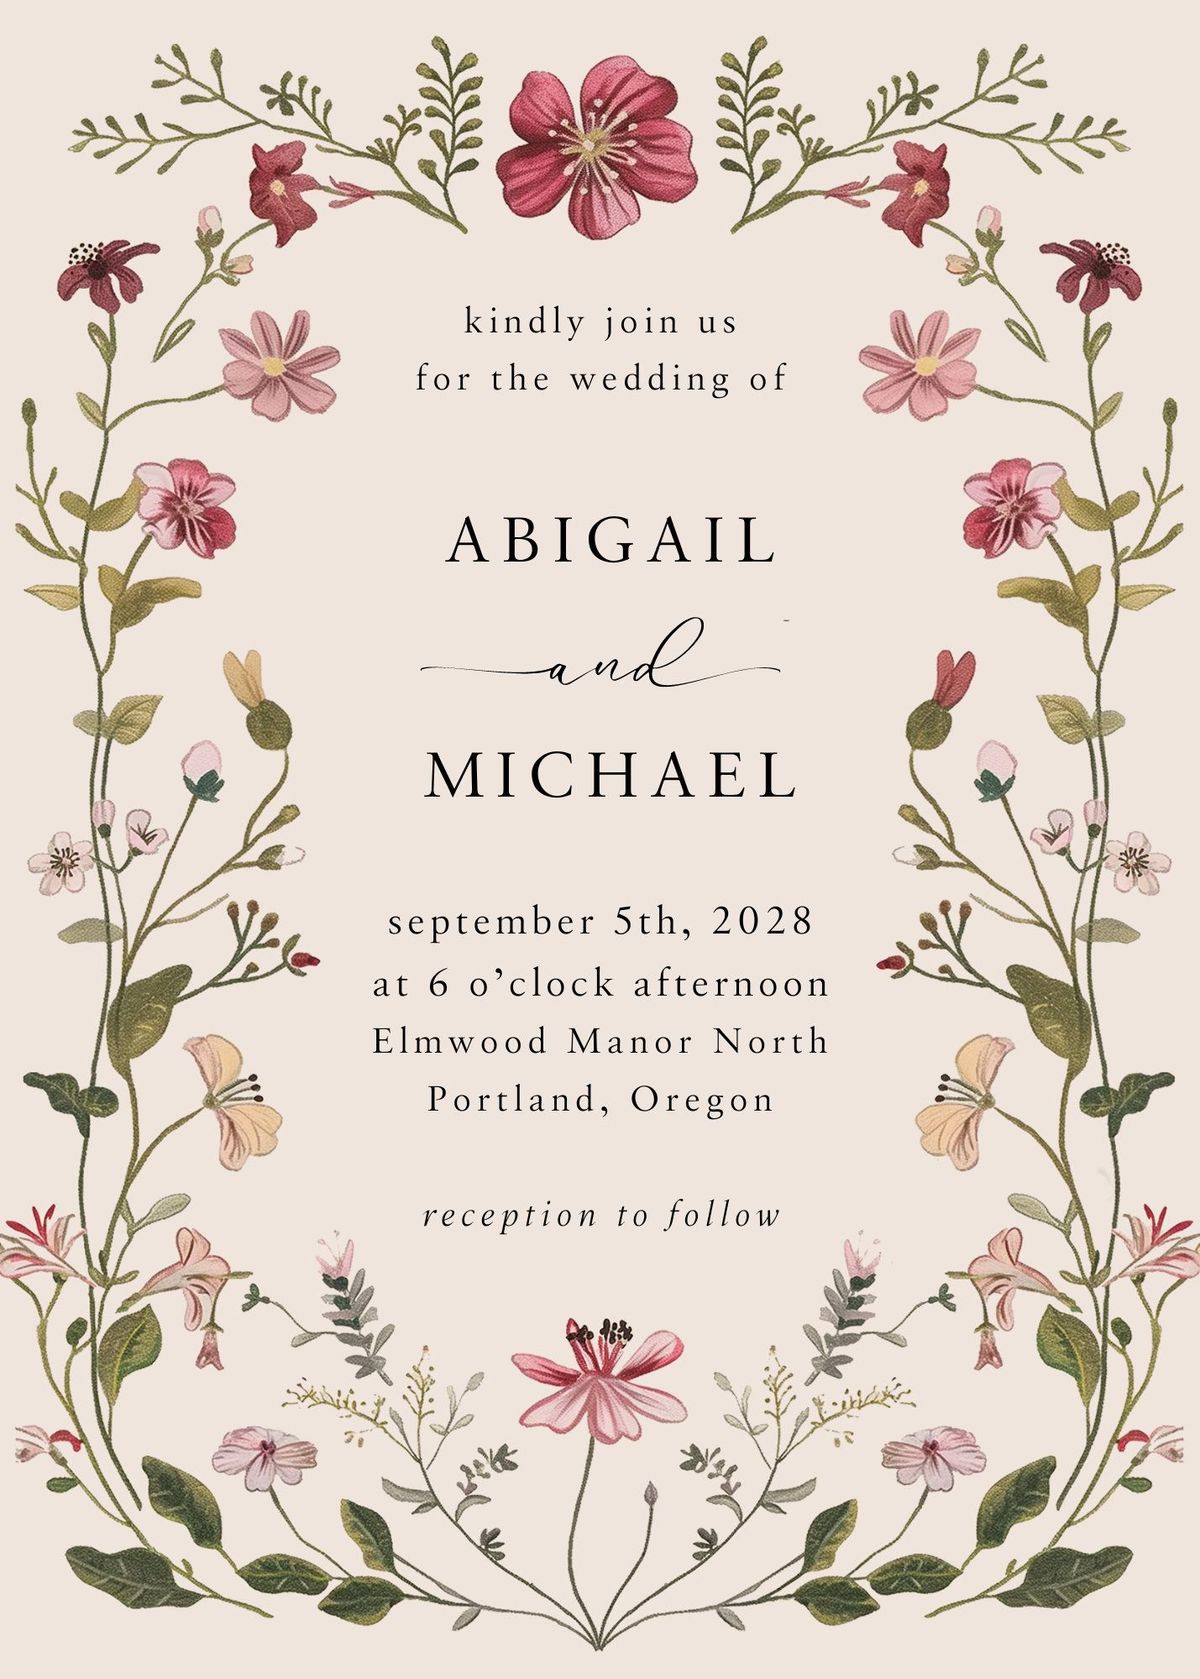 kindly join us
for the wedding of
ABIGAIL
and
MICHAEL
september 5th, 2028
at 6 o’clock afternoon
Elmwood Manor North
Portland, Oregon
reception to follow